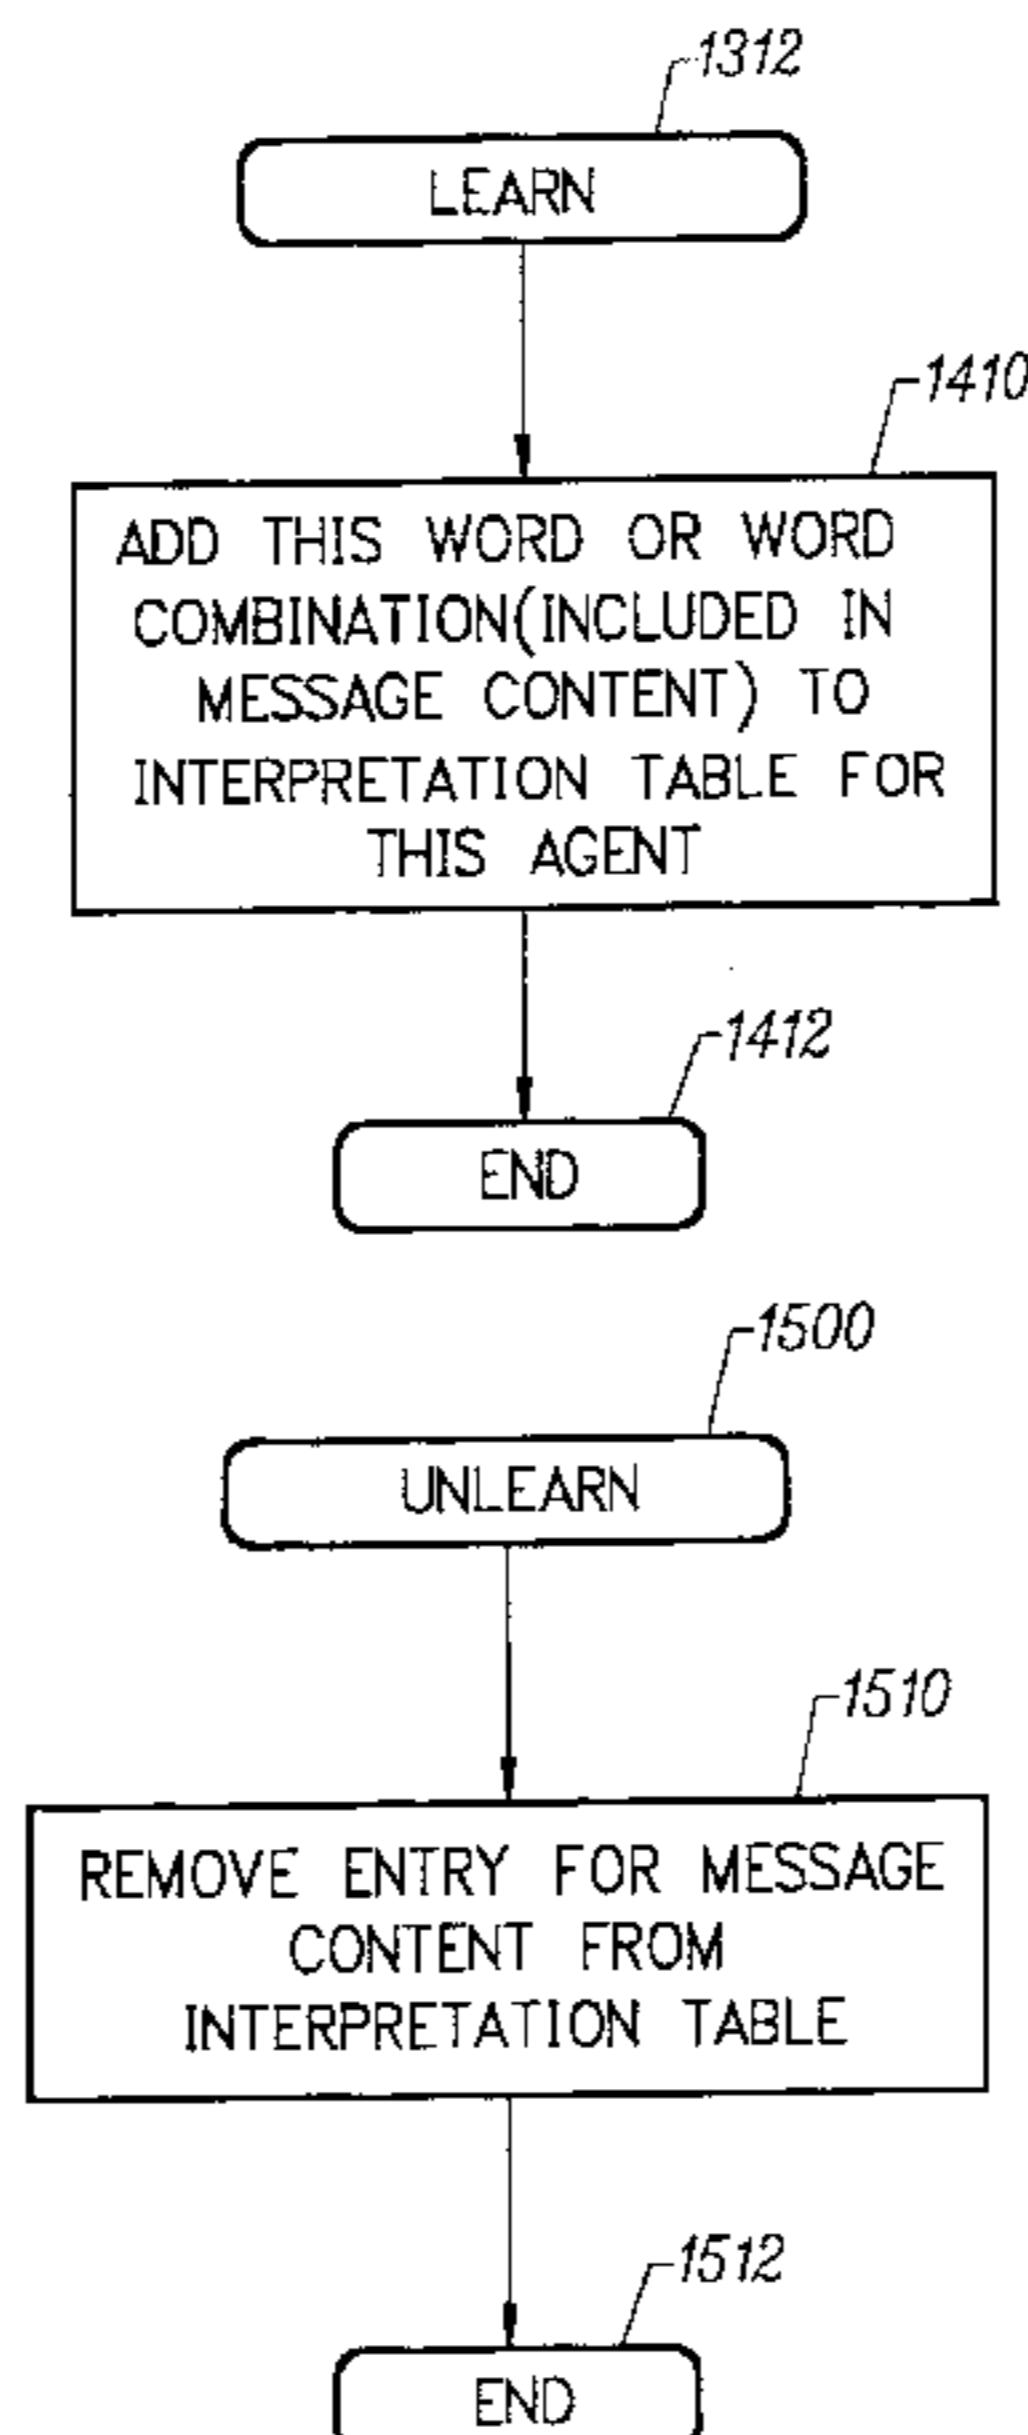 1312
LEARN
1410
ADD THIS WORD OR WORD
COMBINATION(INCLUDED IN
MESSAGE CONTENT) TO
INTERPRETATION TABLE FOR
THIS AGENT
1412
END
1500
UNLEARN
1510
REMOVE ENTRY FOR MESSAGE
CONTENT FROM
INTERPRETATION TABLE
1512
END